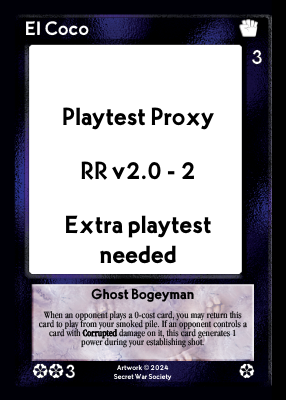 El Coco
3
Playtest Proxy
RR v2.0 - 2
Extra playtest
needed
Ghost Bogeyman
When an opponent plays a 0-cost card, you may return this
card to play from your smoked pile. If an opponent controls a
card with Corrupted damage on it, this card generates 1
power during your establishing shot.
3
Artwork © 2024
Secret War Society